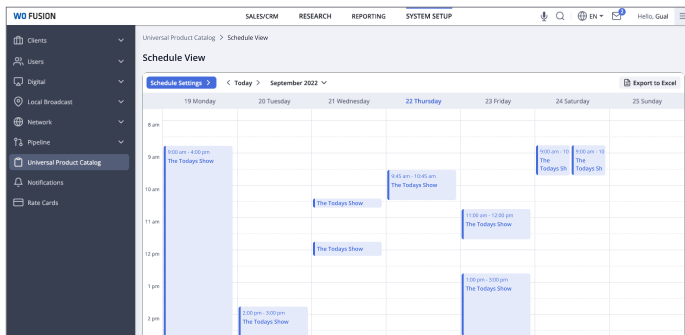 WO FUSION
SALES/CRM RESEARCH REPORTING SYSTEM SETUP
EN 2 Hello, Gual
Clients
Users
Digital
Local Broadcast
Network
Pipeline
Universal Product Catalog
Notifications
Rate Cards
Universal Product Catalog > Schedule View
Schedule View
Schedule Settings > < Today > September 2022
Export to Excel
19 Monday 20 Tuesday 21 Wednesday 22 Thursday 23 Friday 24 Saturday 25 Sunday
8 am
9 am
10 am
11 am
12 pm
1 pm
2 pm
9:00 am - 4:00 pm
The Todays Show
2:00 pm - 3:00 pm
The Todays Show
The Todays Show
The Todays Show
9:45 am - 10:45 am
The Todays Show
11:00 am - 12:00 pm
The Todays Show
1:00 pm - 3:00 pm
The Todays Show
9:00 am - 10
The
Todays Sh
9:00 am - 10
The
Todays Sh